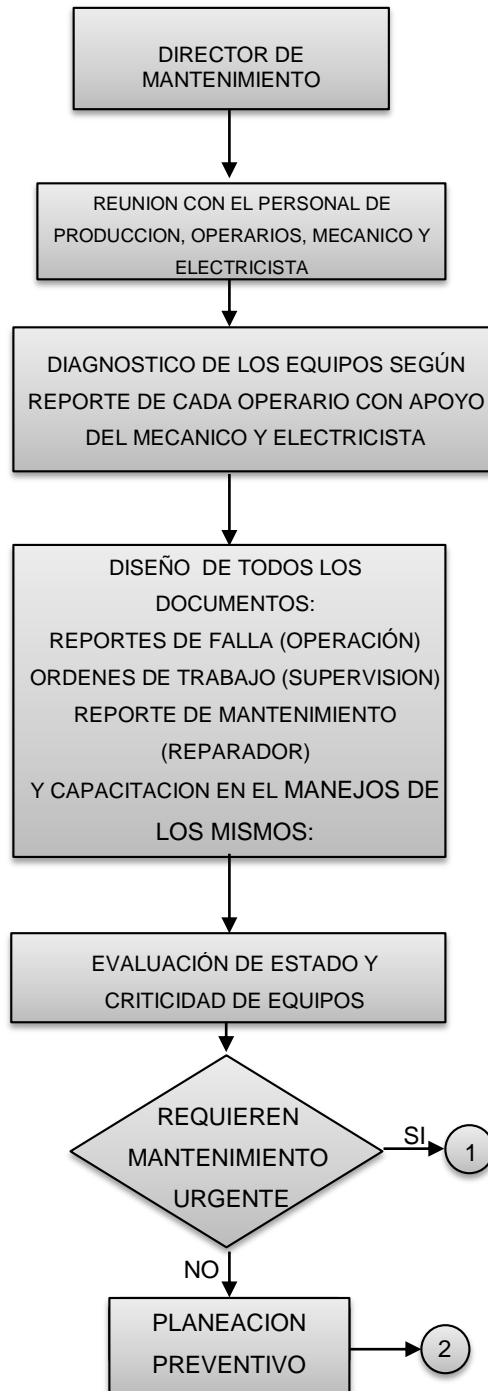 DIRECTOR DE
MANTENIMIENTO
REUNION CON EL PERSONAL DE
PRODUCCION, OPERARIOS, MECANICO Y
ELECTRICISTA
DIAGNOSTICO DE LOS EQUIPOS SEGÚN
REPORTE DE CADA OPERARIO CON APOYO
DEL MECANICO Y ELECTRICISTA
DISEÑO DE TODOS LOS
DOCUMENTOS:
REPORTES DE FALLA (OPERACIÓN)
ORDENES DE TRABAJO (SUPERVISION)
REPORTE DE MANTENIMIENTO
(REPARADOR)
Y CAPACITACION EN EL MANEJOS DE
LOS MISMOS:
EVALUACIÓN DE ESTADO Y
CRITICIDAD DE EQUIPOS
REQUIEREN
MANTENIMIENTO
URGENTE
SI
1
NO
PLANEACION
PREVENTIVO
2